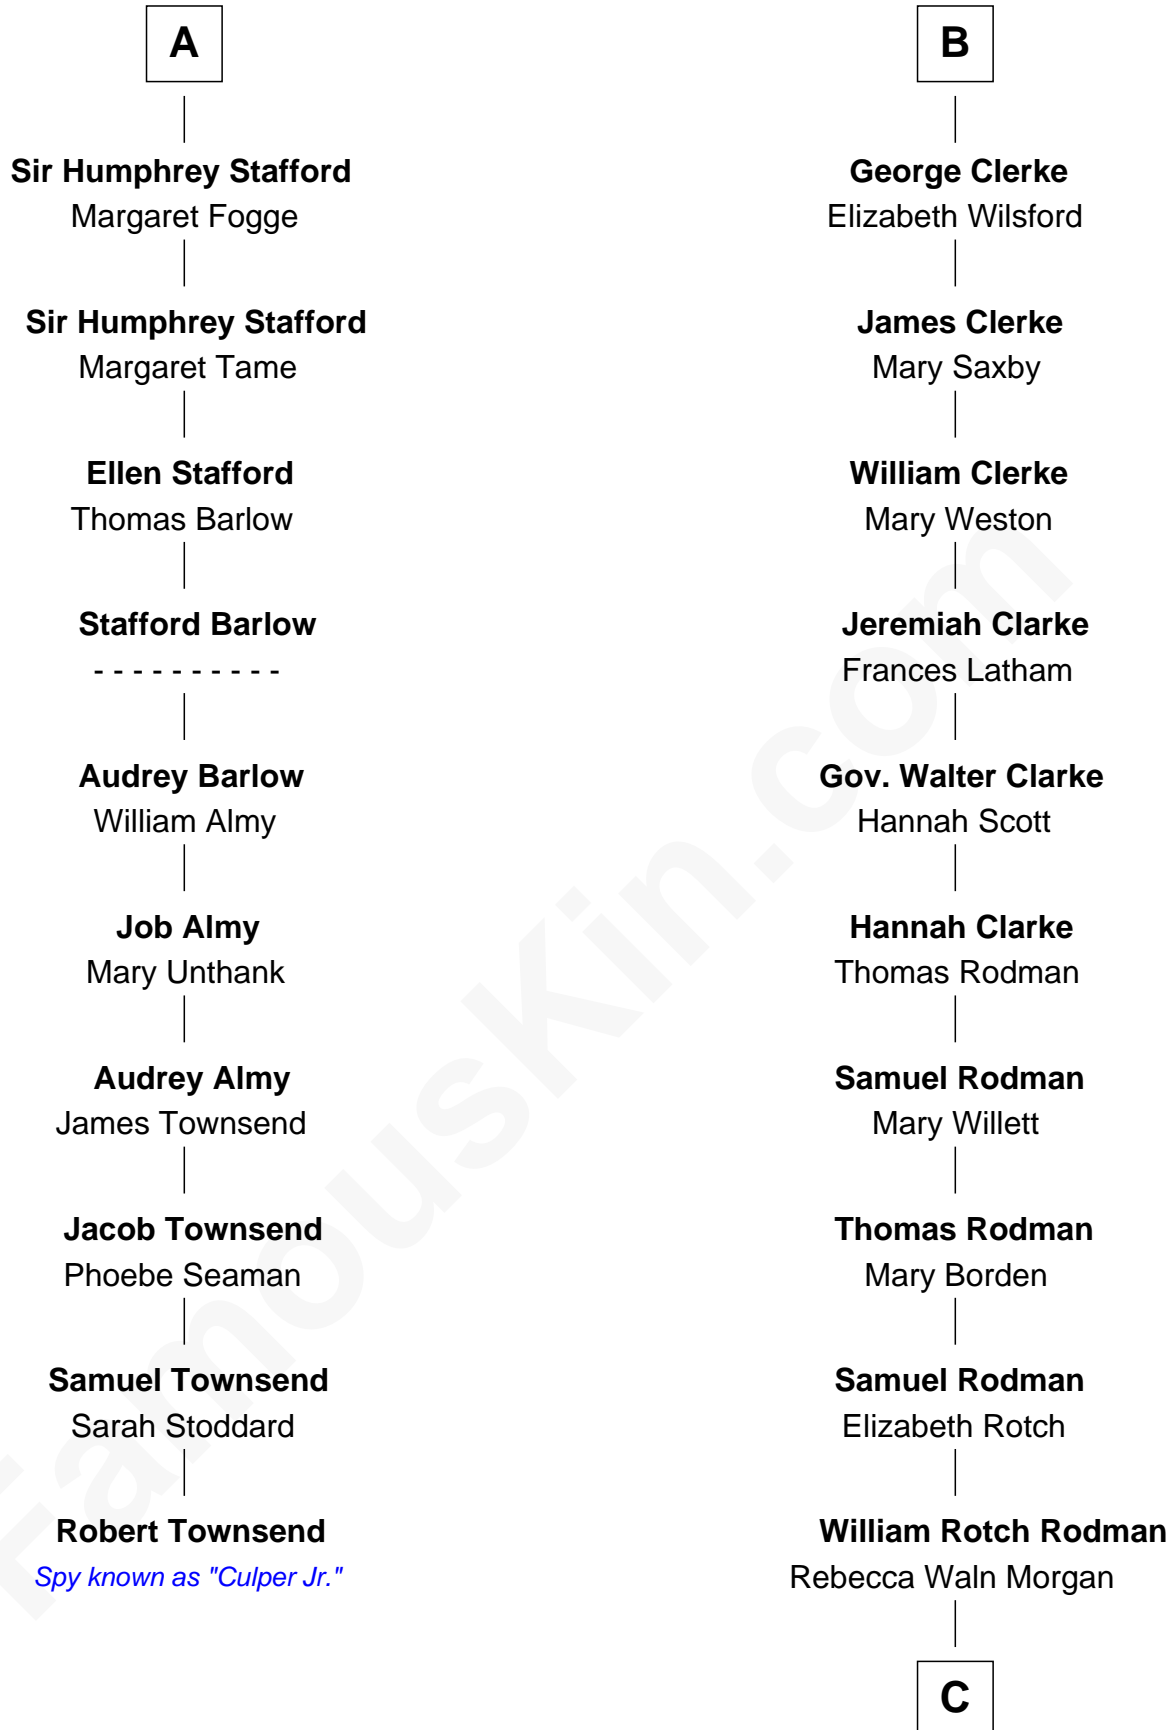 A
Sir Humphrey Stafford
Margaret Fogge
Sir Humphrey Stafford
Margaret Tame
Ellen Stafford
Thomas Barlow
Stafford Barlow
- - - - - - - - - -
Audrey Barlow
William Almy
Job Almy
Mary Unthank
Audrey Almy
James Townsend
Jacob Townsend
Phoebe Seaman
Samuel Townsend
Sarah Stoddard
Robert Townsend
Spy known as "Culper Jr."
B
George Clerke
Elizabeth Wilsford
James Clerke
Mary Saxby
William Clerke
Mary Weston
Jeremiah Clarke
Frances Latham
Gov. Walter Clarke
Hannah Scott
Hannah Clarke
Thomas Rodman
Samuel Rodman
Mary Willett
Thomas Rodman
Mary Borden
Samuel Rodman
Elizabeth Rotch
William Rotch Rodman
Rebecca Waln Morgan
C
FamousKin.com